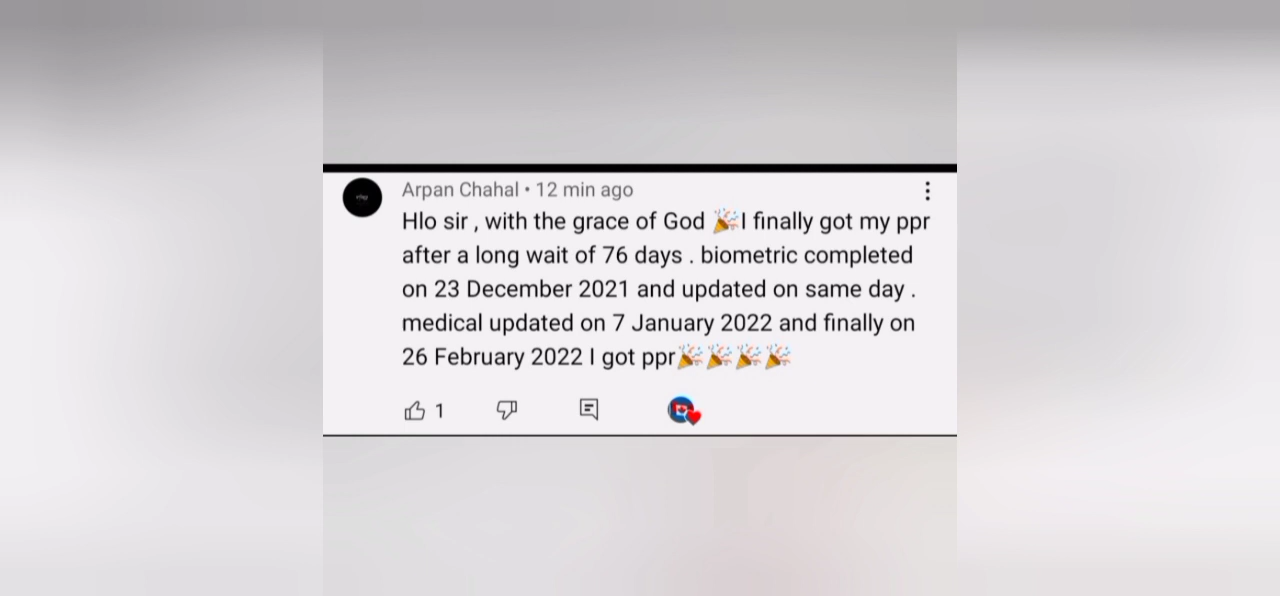 Arpan Chahal • 12 min ago
Hlo sir , with the grace of God 🎉I finally got my ppr
after a long wait of 76 days . biometric completed
on 23 December 2021 and updated on same day .
medical updated on 7 January 2022 and finally on
26 February 2022 I got ppr🎉🎉🎉🎉
1